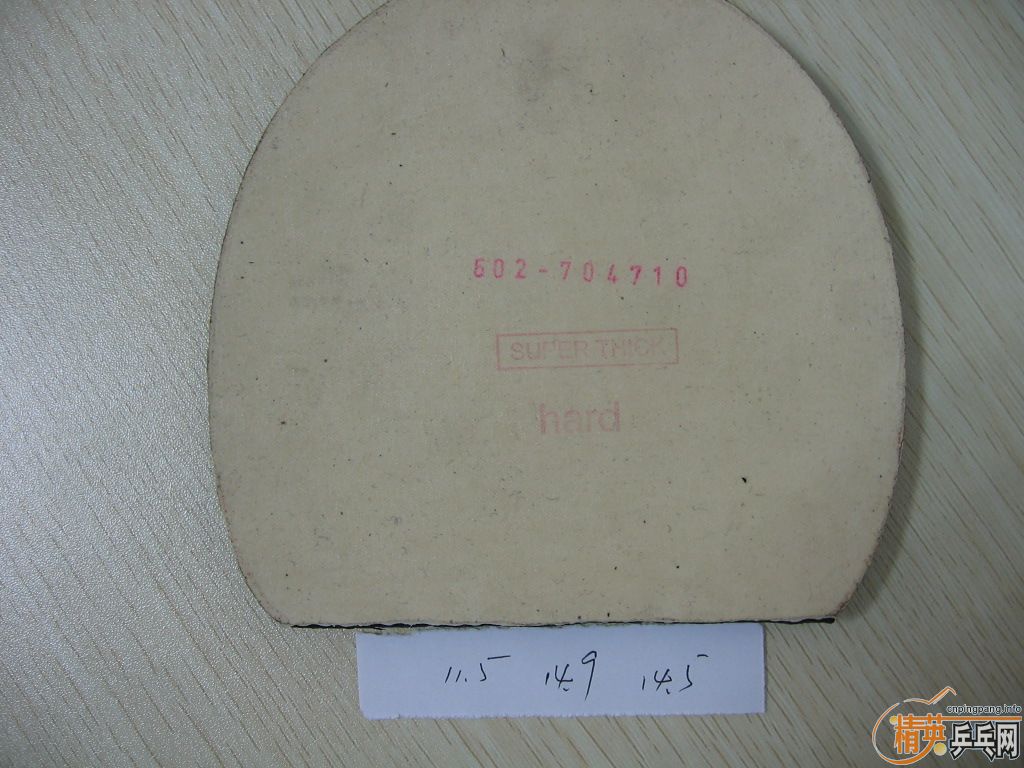 602-704710
SUPER THICK
hard
11.5 14.9 14.5
cnpingpang.info
精英乒乓网